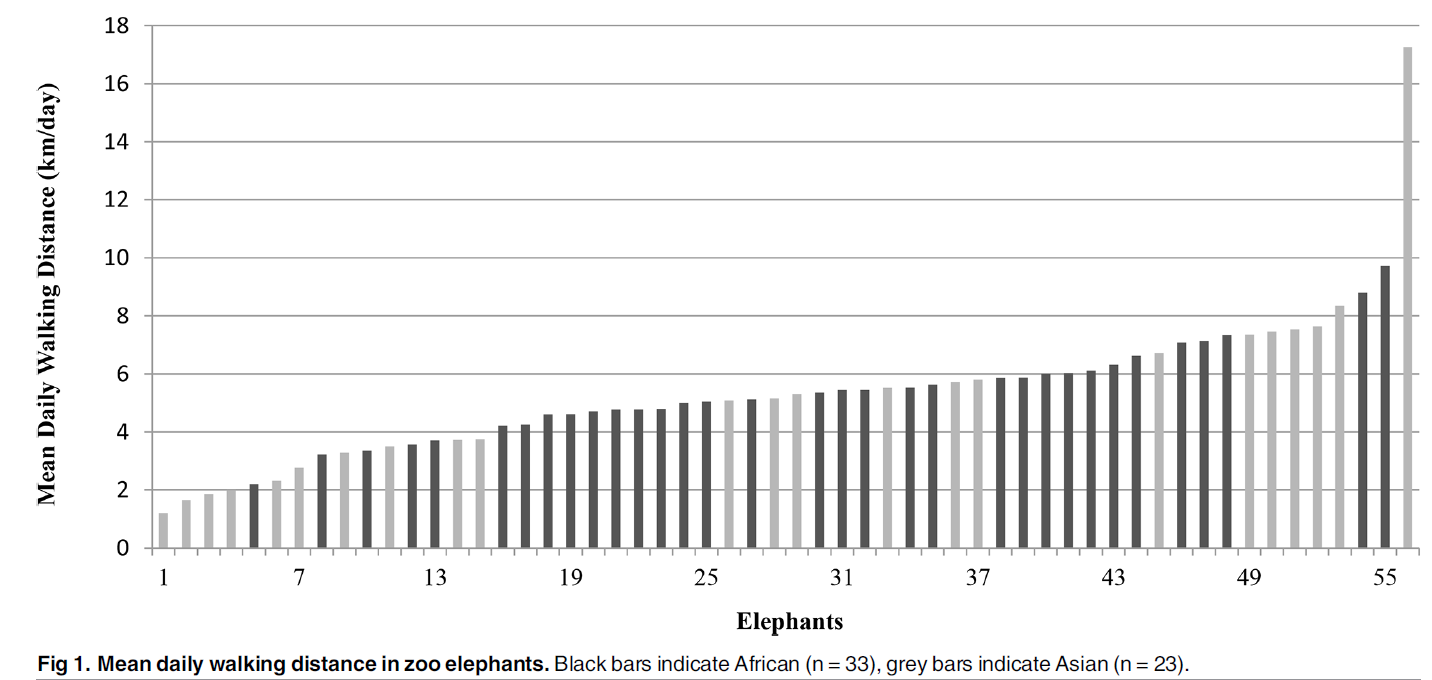 18
16
14
12
10
8
6
4
2
0
Mean Daily Walking Distance (km/day)
1 7 13 19 25 31 37 43 49 55
Elephants
Fig 1. Mean daily walking distance in zoo elephants. Black bars indicate African (n = 33), grey bars indicate Asian (n = 23).